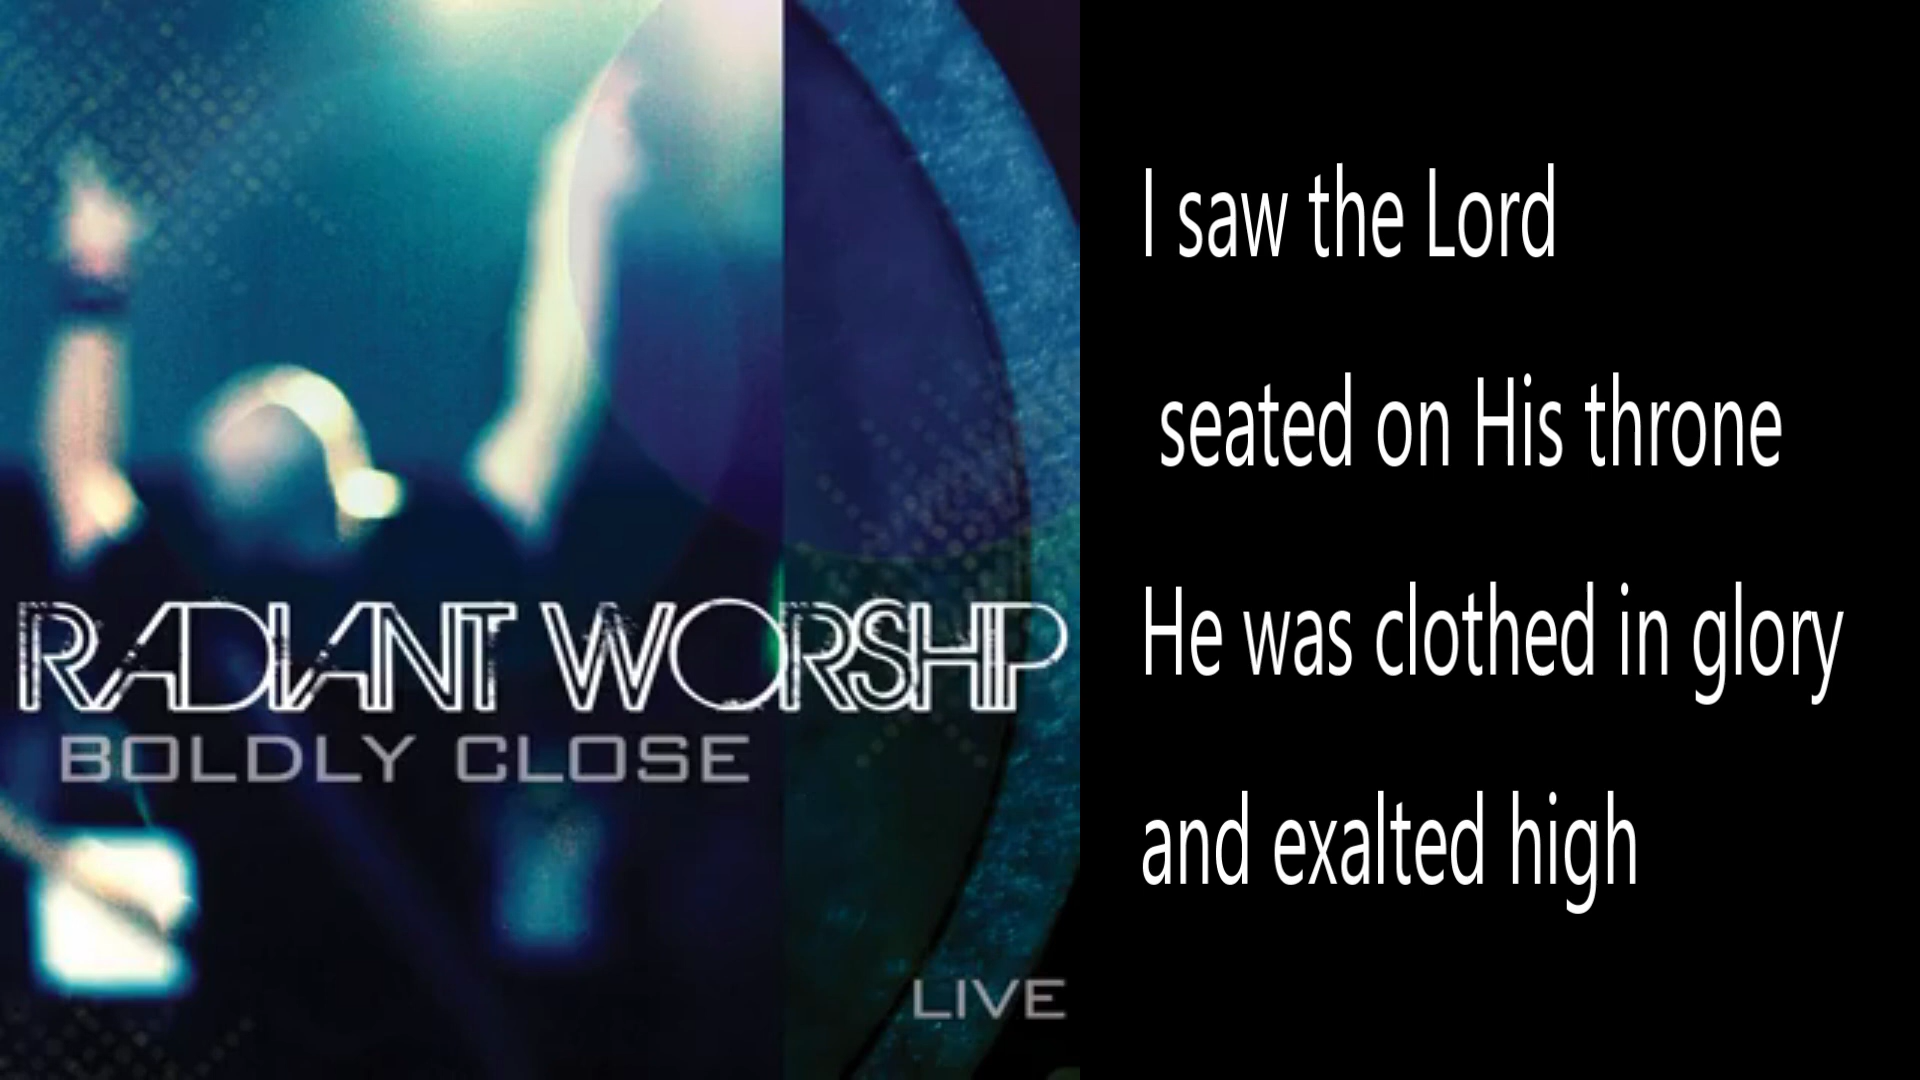 RADIANT WORSHIP
BOLDLY CLOSE
LIVE
I saw the Lord
seated on His throne
He was clothed in glory
and exalted high